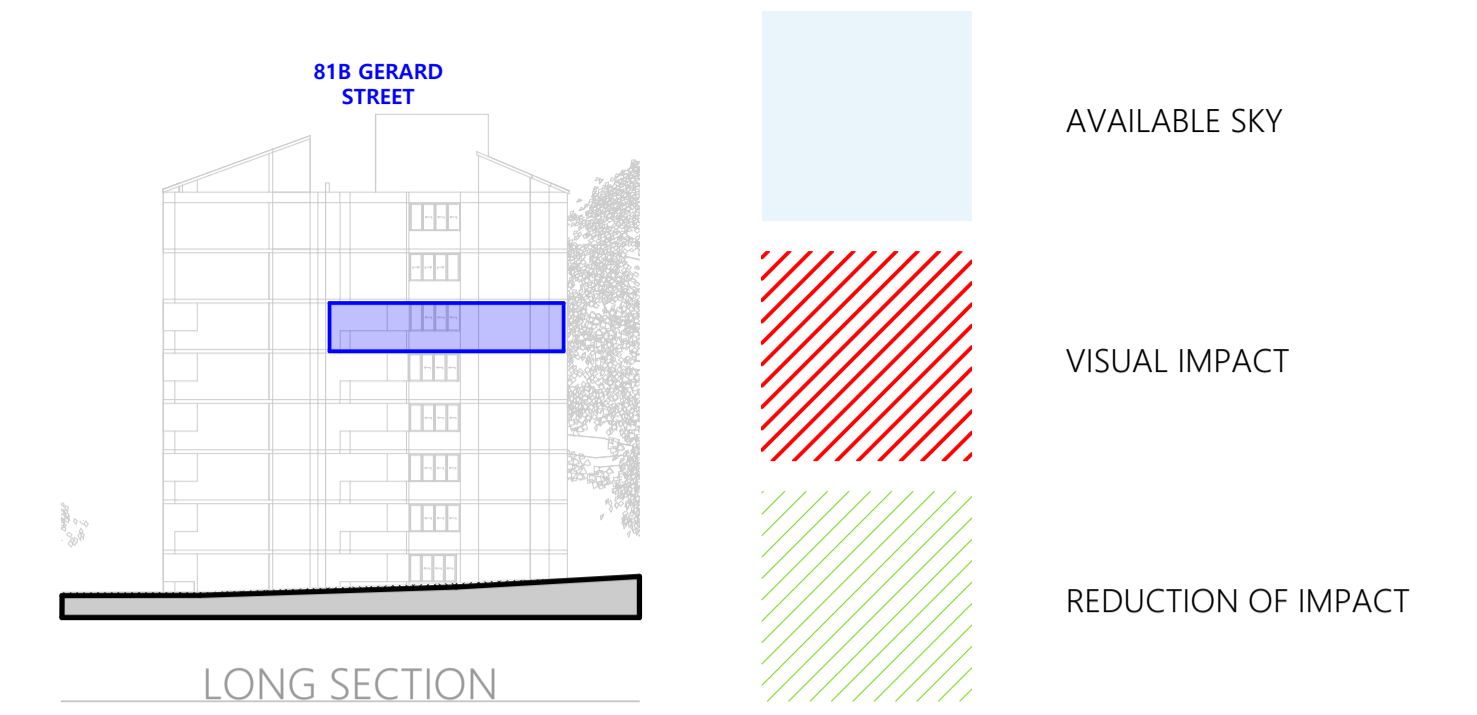 81B GERARD
STREET
LONG SECTION
AVAILABLE SKY
VISUAL IMPACT
REDUCTION OF IMPACT